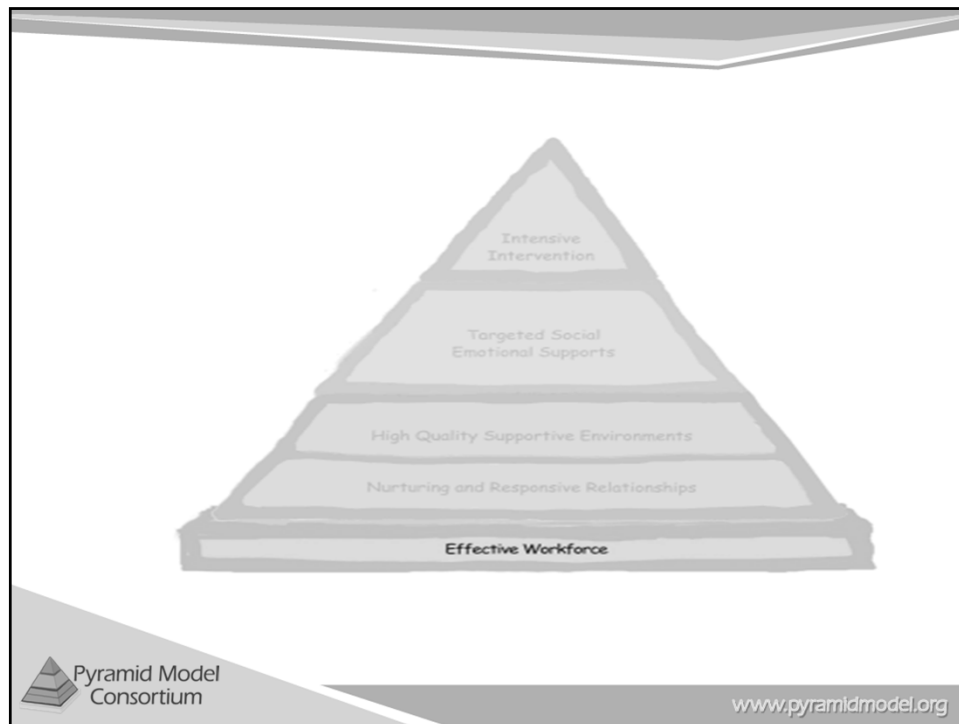 Intensive
Intervention
Targeted Social
Emotional Supports
High Quality Supportive Environments
Nurturing and Responsive Relationships
Effective Workforce
Pyramid Model
Consortium
www.pyramidmodel.org